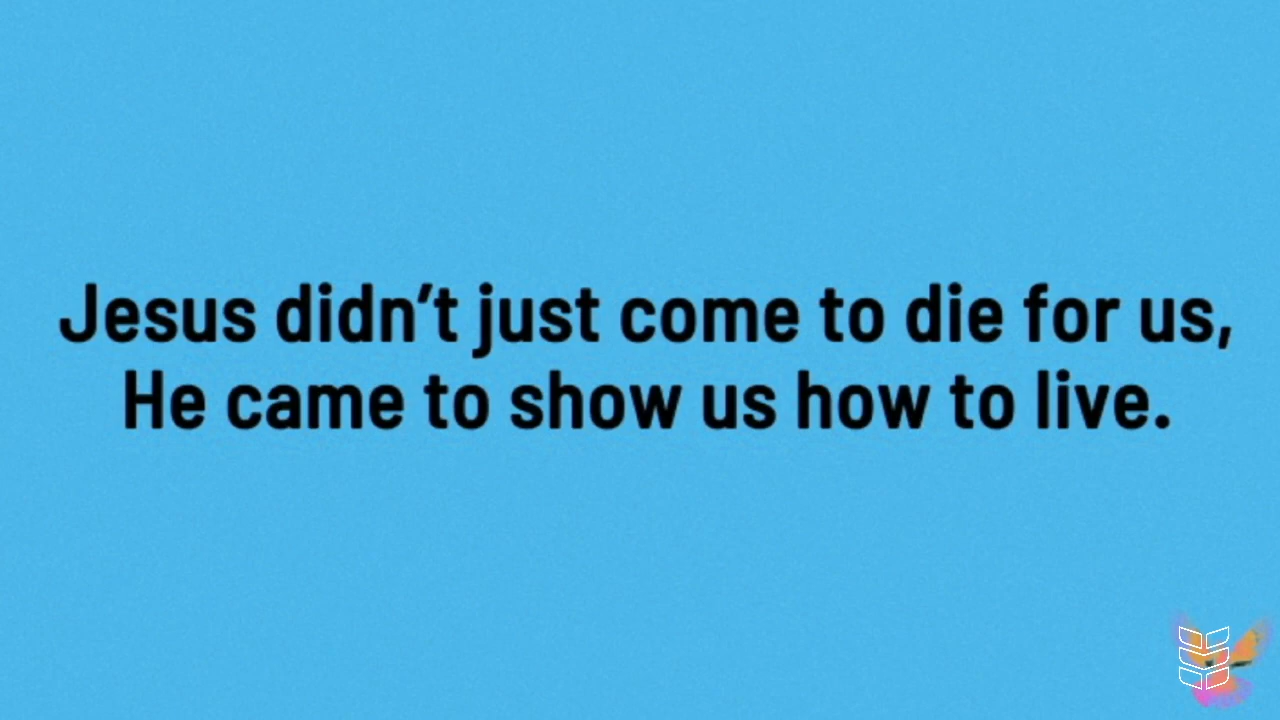 Jesus didn’t just come to die for us,
He came to show us how to live.